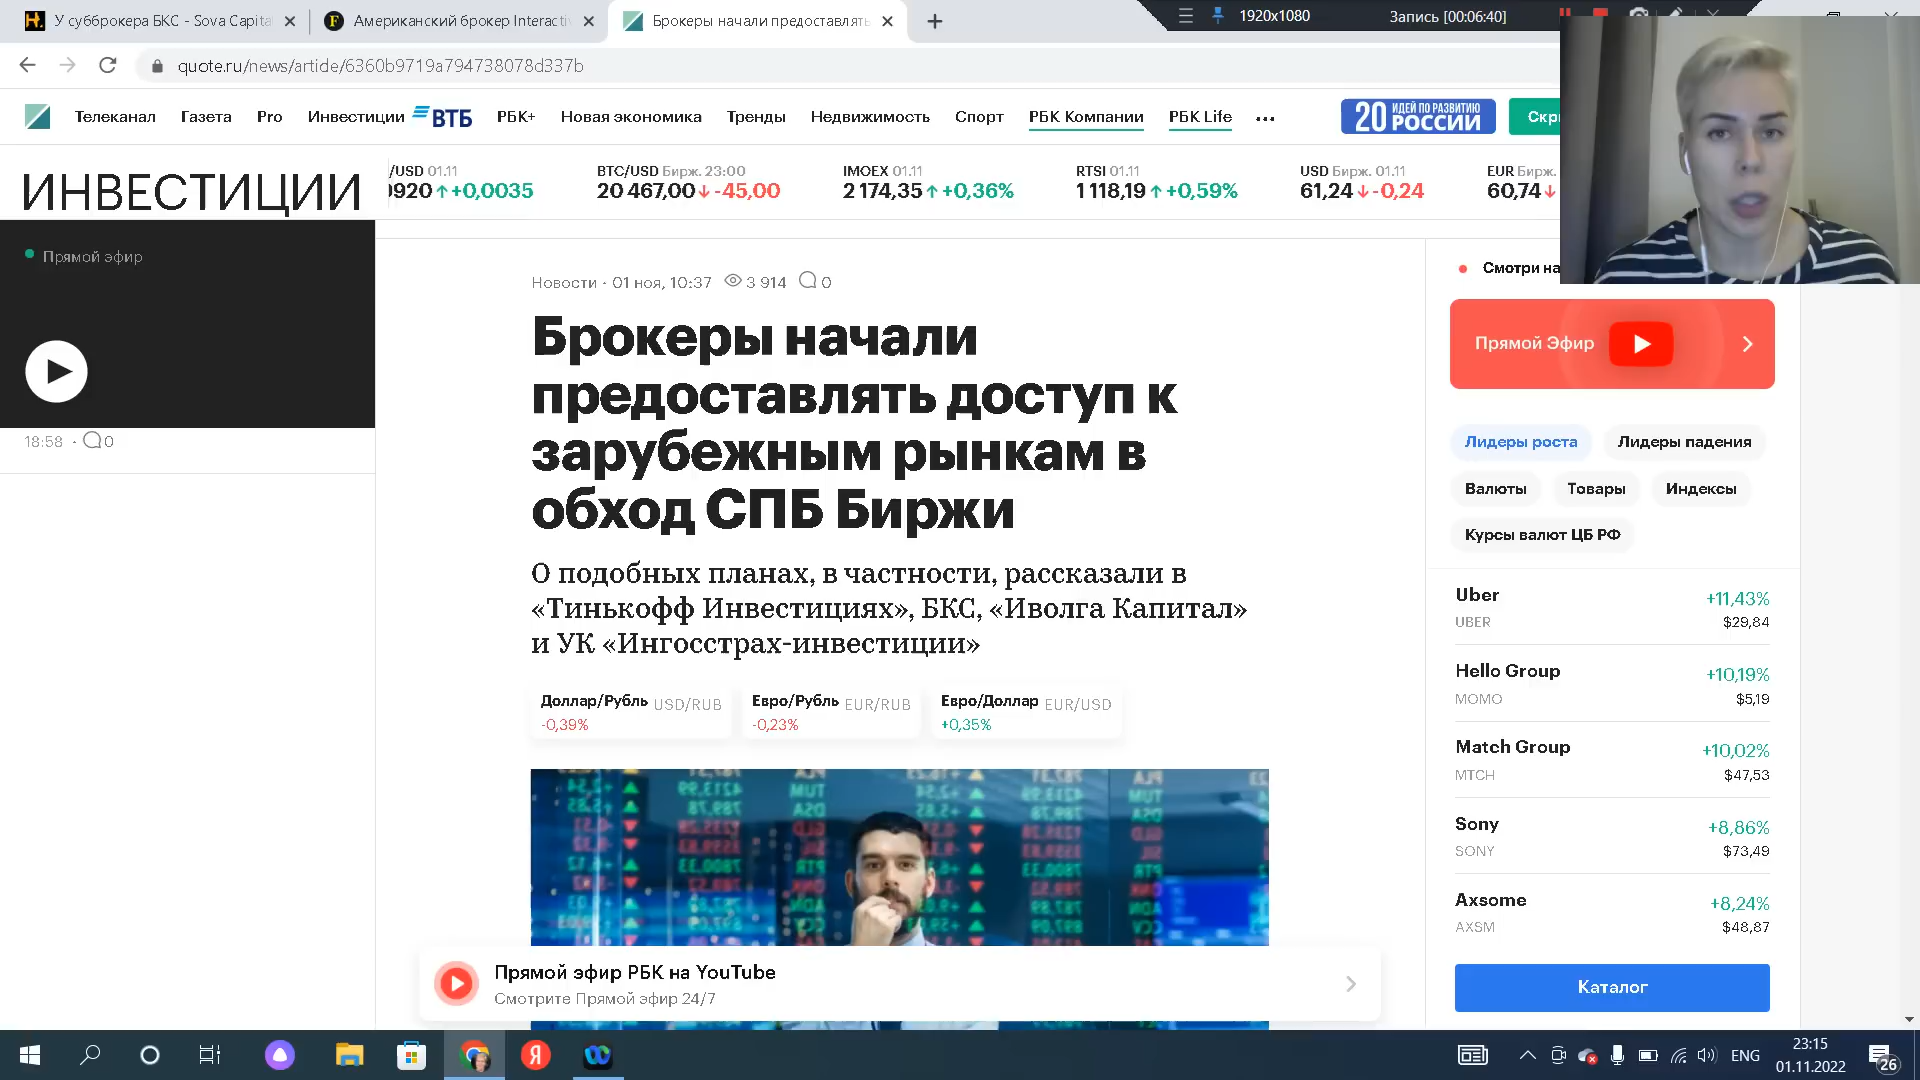 У субброкера БКС - Sova Capita
Американский брокер Interacti
Брокеры начали предоставлять
1920x1080
Запись [00:06:40]
quote.ru/news/article/6360b9719a794738078d337b
Телеканал
Газета
Pro
Инвестиции
ВТБ
РБК+
Новая экономика
Тренды
Недвижимость
Спорт
РБК Компании
РБК Life
20 ИДЕЙ ПО РАЗВИТИЮ
РОССИИ
Скри
ИНВЕСТИЦИИ
/USD 01.11
0920 +0,0035
BTC/USD Бирж. 23:00
20 467,00 -45,00
IMOEX 01.11
2 174,35 +0,36%
RTSI 01.11
1 118,19 +0,59%
USD Бирж. 01.11
61,24 -0,24
EUR Бирж.
60,74
Прямой эфир
18:58 · 0
Новости · 01 ноя, 10:37 3 914 0
Брокеры начали
предоставлять доступ к
зарубежным рынкам в
обход СПБ Биржи
О подобных планах, в частности, рассказали в
«Тинькофф Инвестициях», БКС, «Иволга Капитал»
и УК «Ингосстрах-инвестиции»
Доллар/Рубль USD/RUB
-0,39%
Евро/Рубль EUR/RUB
-0,23%
Евро/Доллар EUR/USD
+0,35%
Прямой эфир РБК на YouTube
Смотрите Прямой эфир 24/7
Смотри на
Прямой Эфир
Лидеры роста
Лидеры падения
Валюты
Товары
Индексы
Курсы валют ЦБ РФ
Uber +11,43%
UBER $29,84
Hello Group +10,19%
MOMO $5,19
Match Group +10,02%
MTCH $47,53
Sony +8,86%
SONY $73,49
Axsome +8,24%
AXSM $48,87
Каталог
ENG
23:15
01.11.2022
26